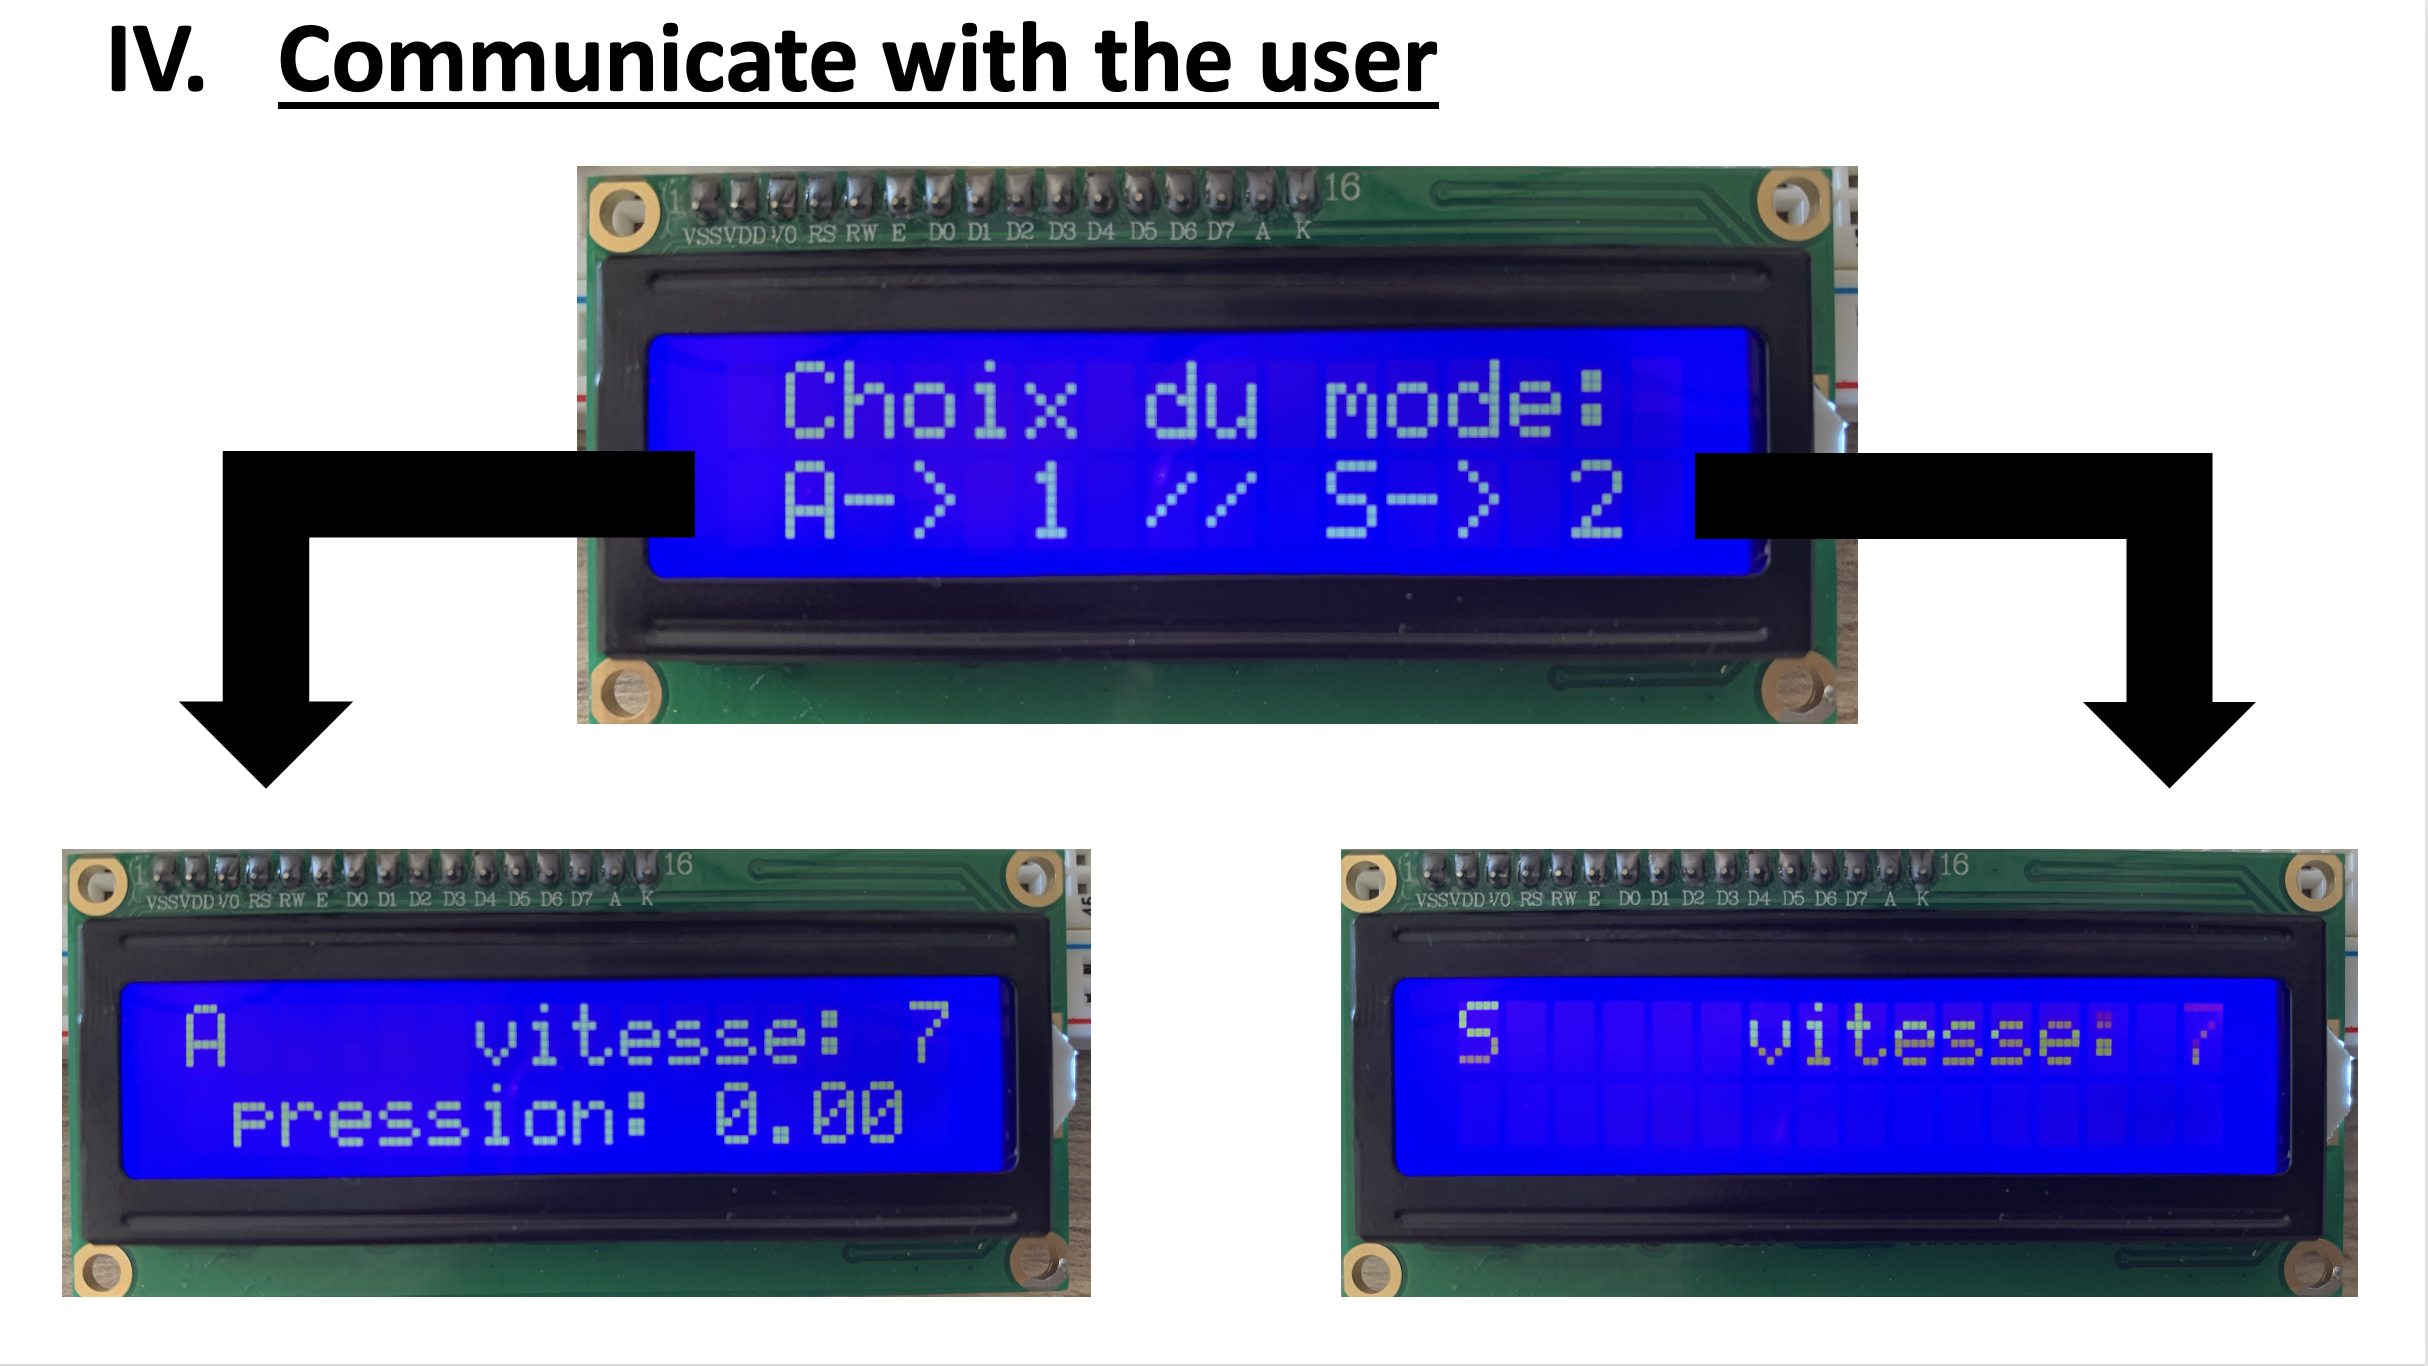 IV. Communicate with the user
1 16
VSS VDD V0 RS RW E D0 D1 D2 D3 D4 D5 D6 D7 A K
Choix du mode:
A-> 1 // S-> 2
1 16
VSS VDD V0 RS RW E D0 D1 D2 D3 D4 D5 D6 D7 A K
A vitesse: 7
pression: 0.00
1 16
VSS VDD V0 RS RW E D0 D1 D2 D3 D4 D5 D6 D7 A K
S vitesse: 7